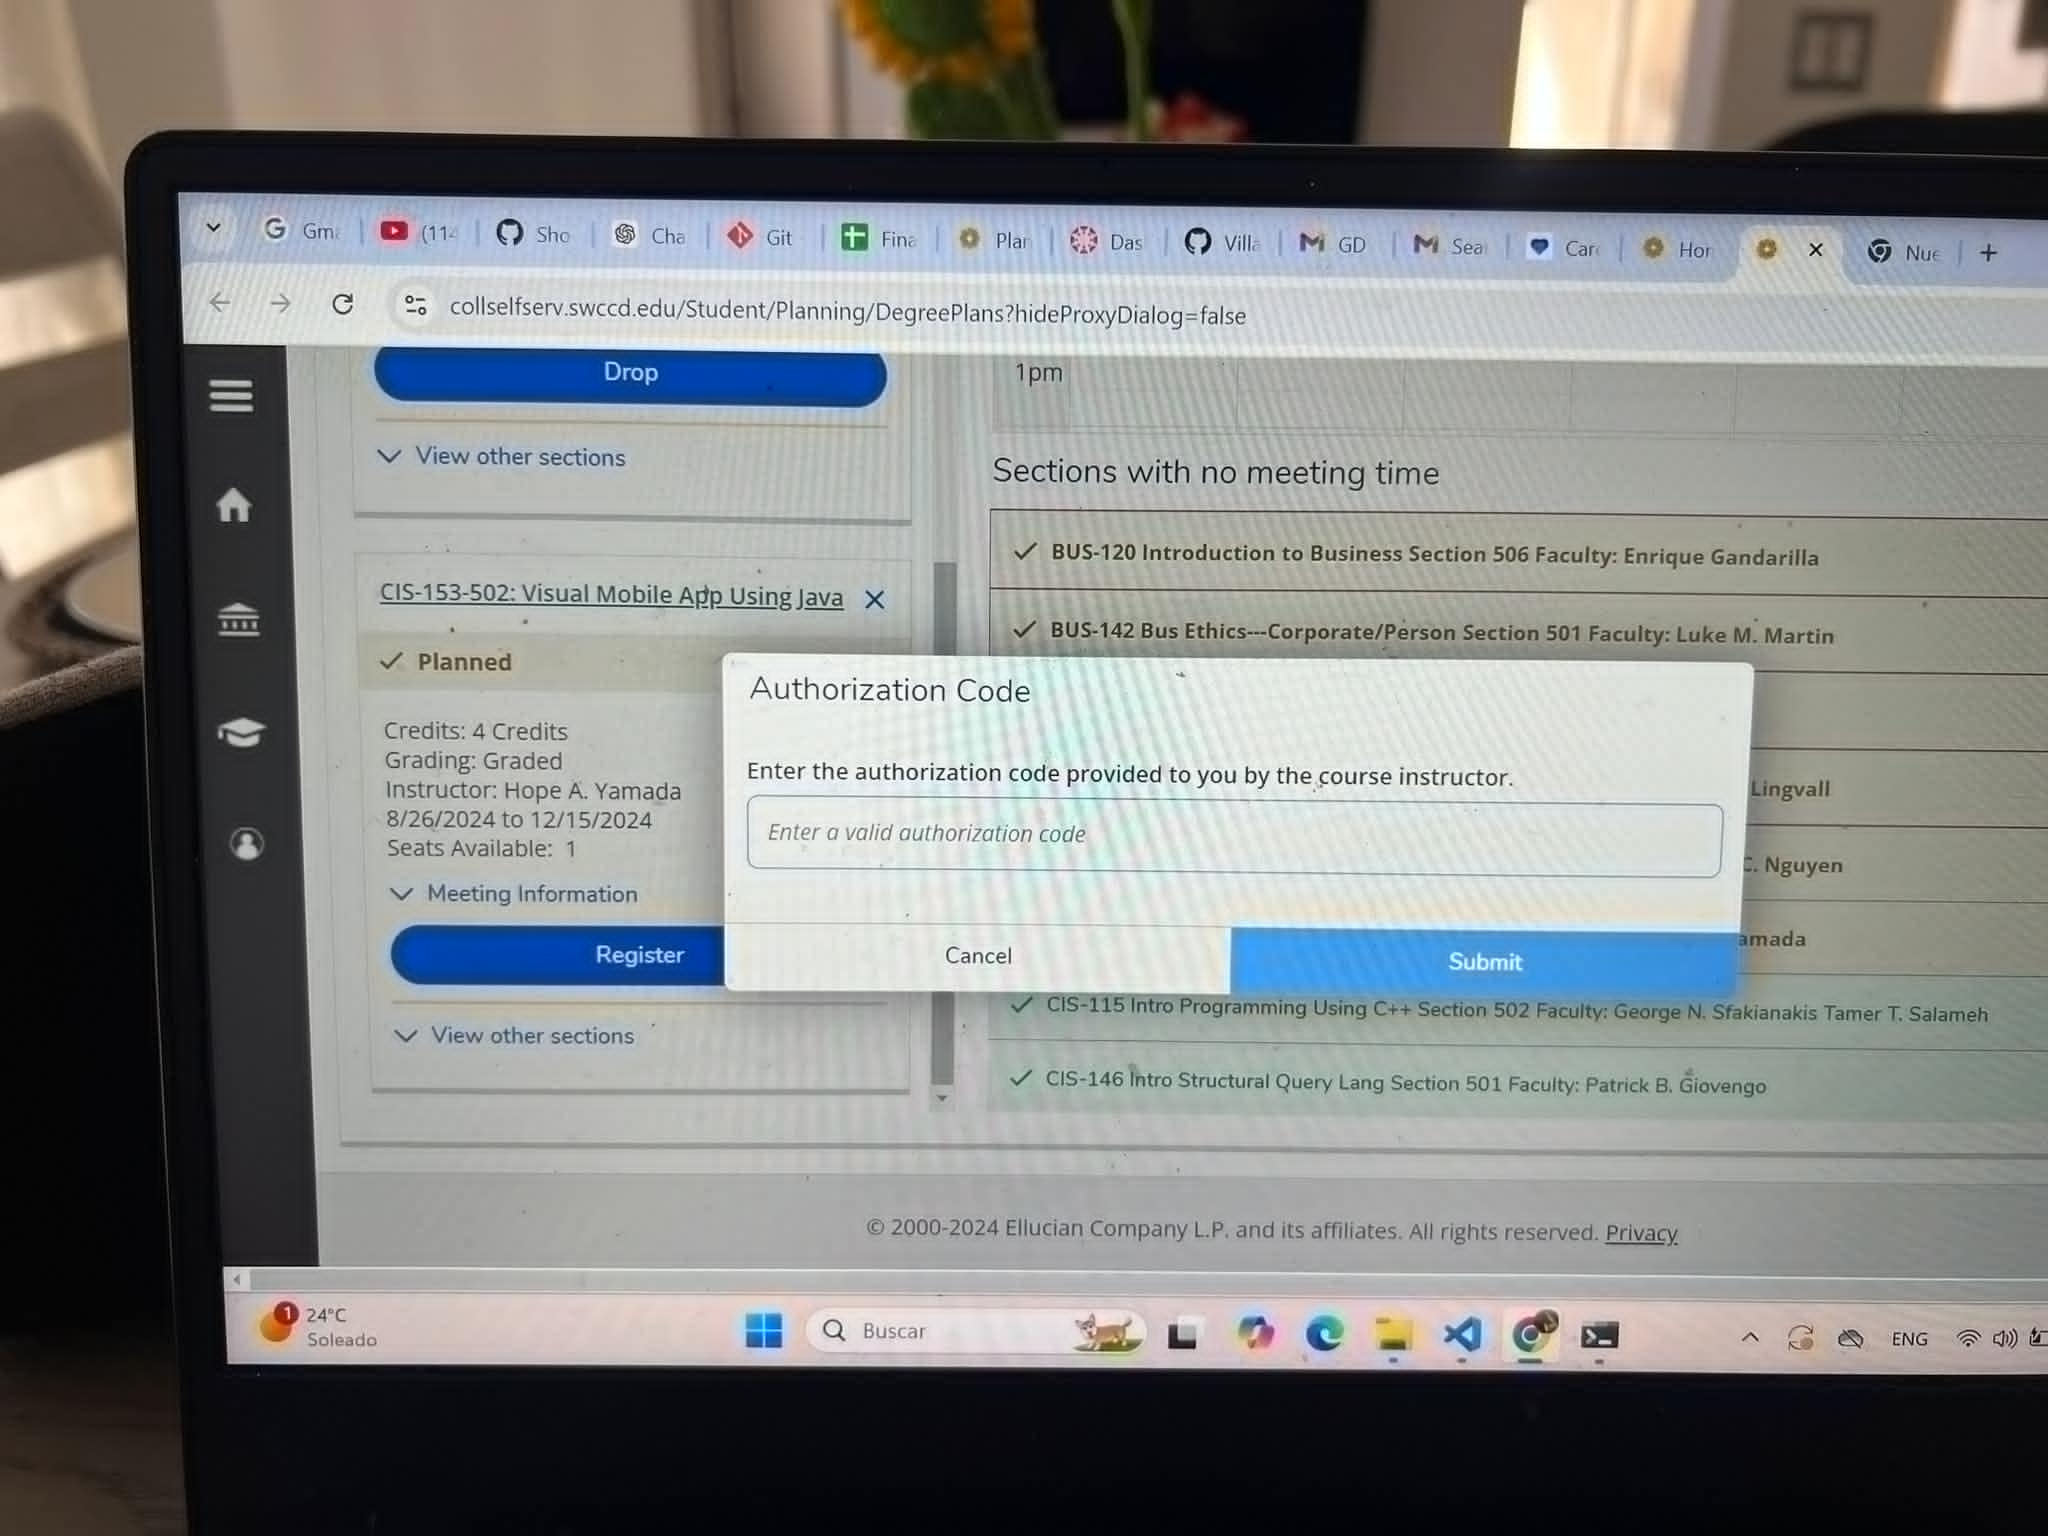 Gma
(114
Sho
Cha
Git
Fina
Plan
Das
Villa
GD
Sea
Care
Hor
Nue
collselfserv.swccd.edu/Student/Planning/DegreePlans?hideProxyDialog=false
Drop
View other sections
CIS-153-502: Visual Mobile App Using Java
Planned
Credits: 4 Credits
Grading: Graded
Instructor: Hope A. Yamada
8/26/2024 to 12/15/2024
Seats Available: 1
Meeting Information
Register
View other sections
1pm
Sections with no meeting time
BUS-120 Introduction to Business Section 506 Faculty: Enrique Gandarilla
BUS-142 Bus Ethics---Corporate/Person Section 501 Faculty: Luke M. Martin
Lingvall
C. Nguyen
amada
CIS-115 Intro Programming Using C++ Section 502 Faculty: George N. Sfakianakis Tamer T. Salameh
CIS-146 Intro Structural Query Lang Section 501 Faculty: Patrick B. Giovengo
Authorization Code
Enter the authorization code provided to you by the course instructor.
Enter a valid authorization code
Cancel
Submit
© 2000-2024 Ellucian Company L.P. and its affiliates. All rights reserved. Privacy
1
24°C
Soleado
Buscar
ENG